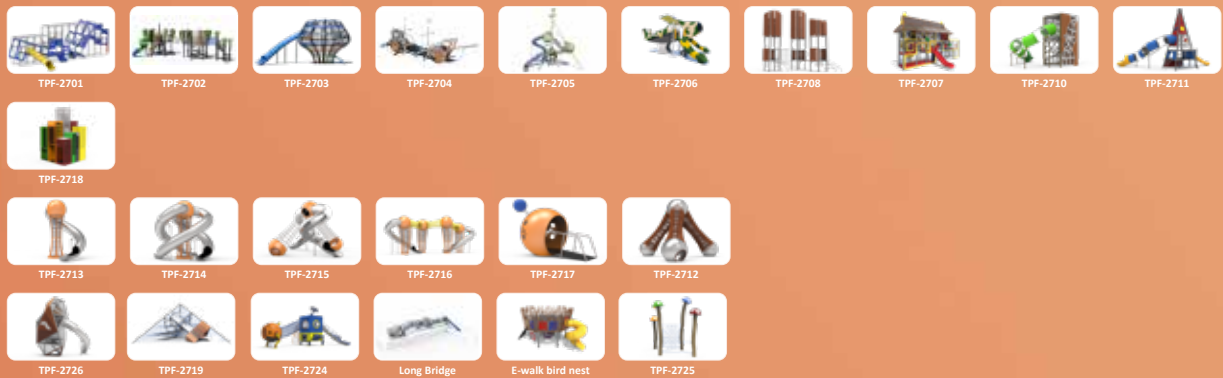 TPF-2701 TPF-2702 TPF-2703 TPF-2704 TPF-2705 TPF-2706 TPF-2708 TPF-2707 TPF-2710 TPF-2711
TPF-2718
TPF-2713 TPF-2714 TPF-2715 TPF-2716 TPF-2717 TPF-2712
TPF-2726 TPF-2719 TPF-2724 Long Bridge E-walk bird nest TPF-2725